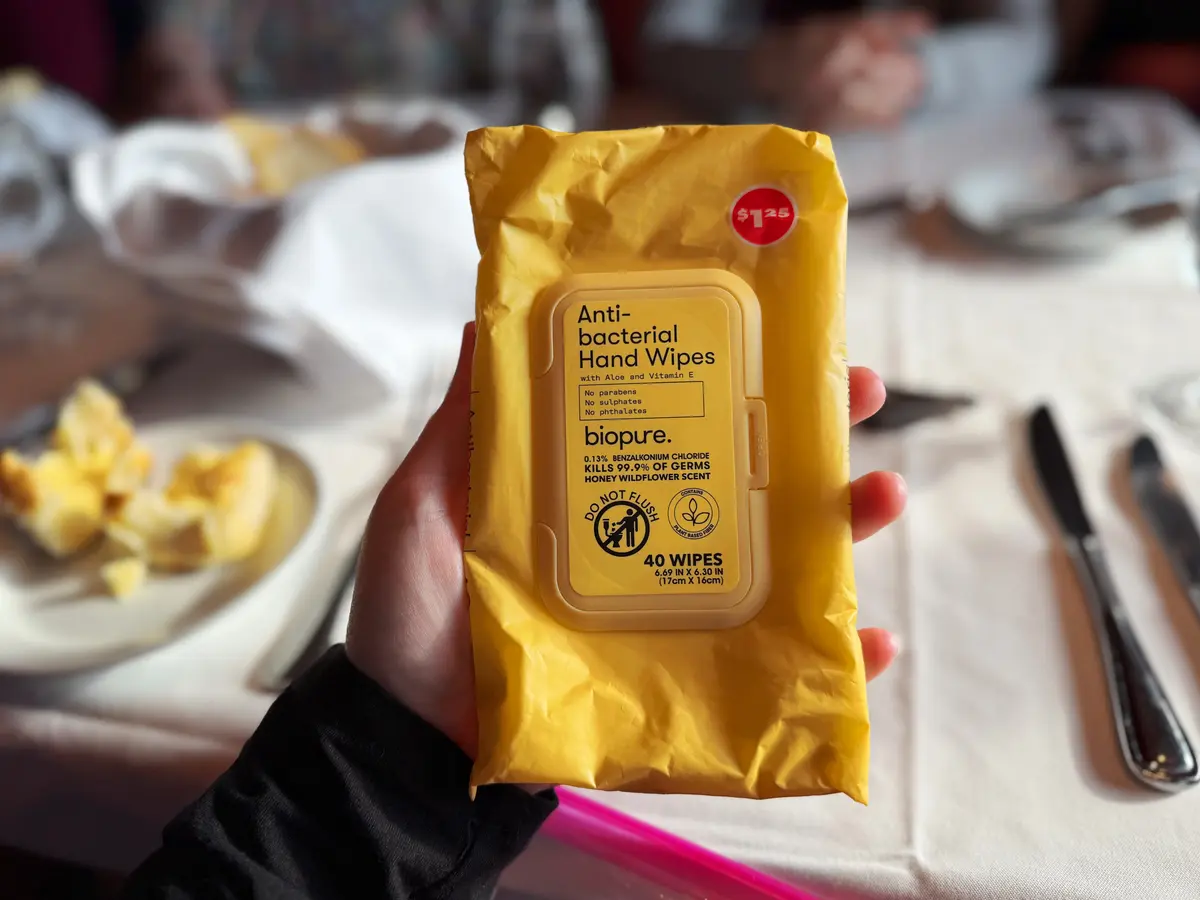 $1.25
Anti-
bacterial
Hand Wipes
with Aloe and Vitamin E
No parabens
No sulphates
No phthalates
biopure.
0.13% BENZALKONIUM CHLORIDE
KILLS 99.9% OF GERMS
HONEY WILDFLOWER SCENT
DO NOT FLUSH
CONTAINS
PLANT BASED FIBER
40 WIPES
6.69 IN X 6.30 IN
(17cm X 16cm)